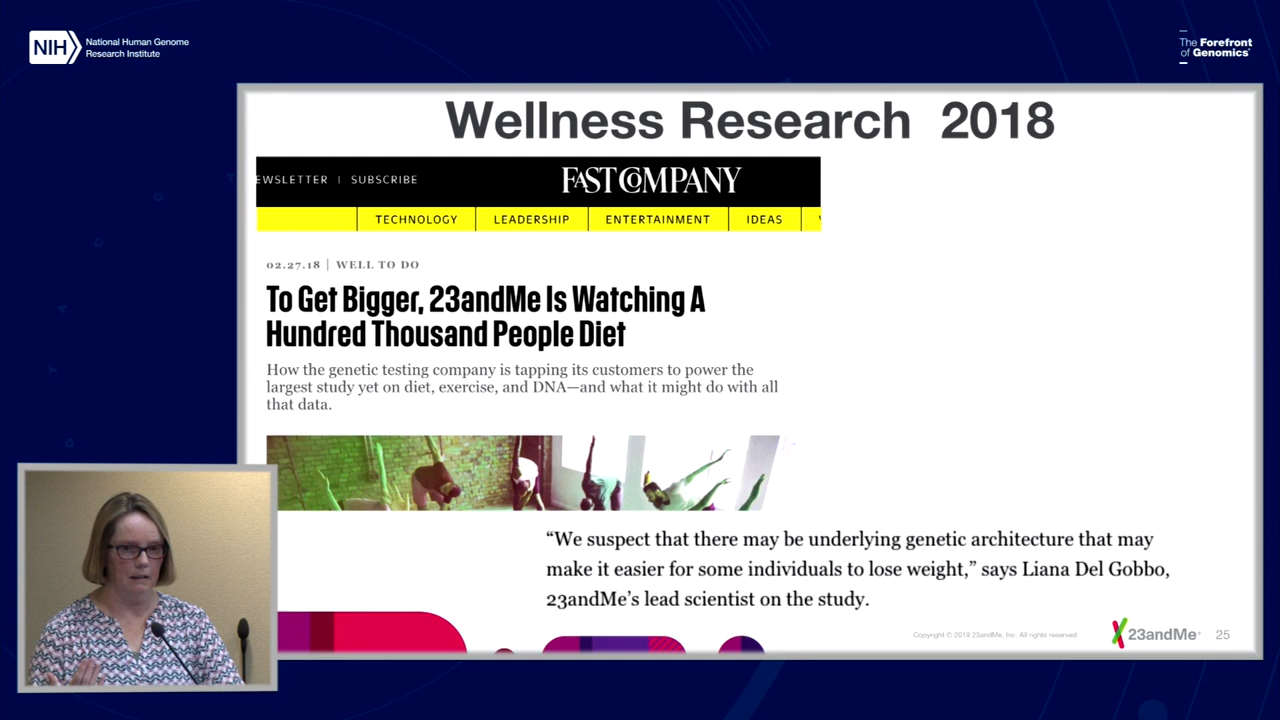 NIH
National Human Genome
Research Institute
The Forefront
of Genomics®
Wellness Research 2018
EWSLETTER | SUBSCRIBE
FAST COMPANY
TECHNOLOGY
LEADERSHIP
ENTERTAINMENT
IDEAS
02.27.18 | WELL TO DO
To Get Bigger, 23andMe Is Watching A
Hundred Thousand People Diet
How the genetic testing company is tapping its customers to power the
largest study yet on diet, exercise, and DNA—and what it might do with all
that data.
“We suspect that there may be underlying genetic architecture that may
make it easier for some individuals to lose weight,” says Liana Del Gobbo,
23andMe’s lead scientist on the study.
Copyright © 2019 23andMe, Inc. All rights reserved.
23andMe
25